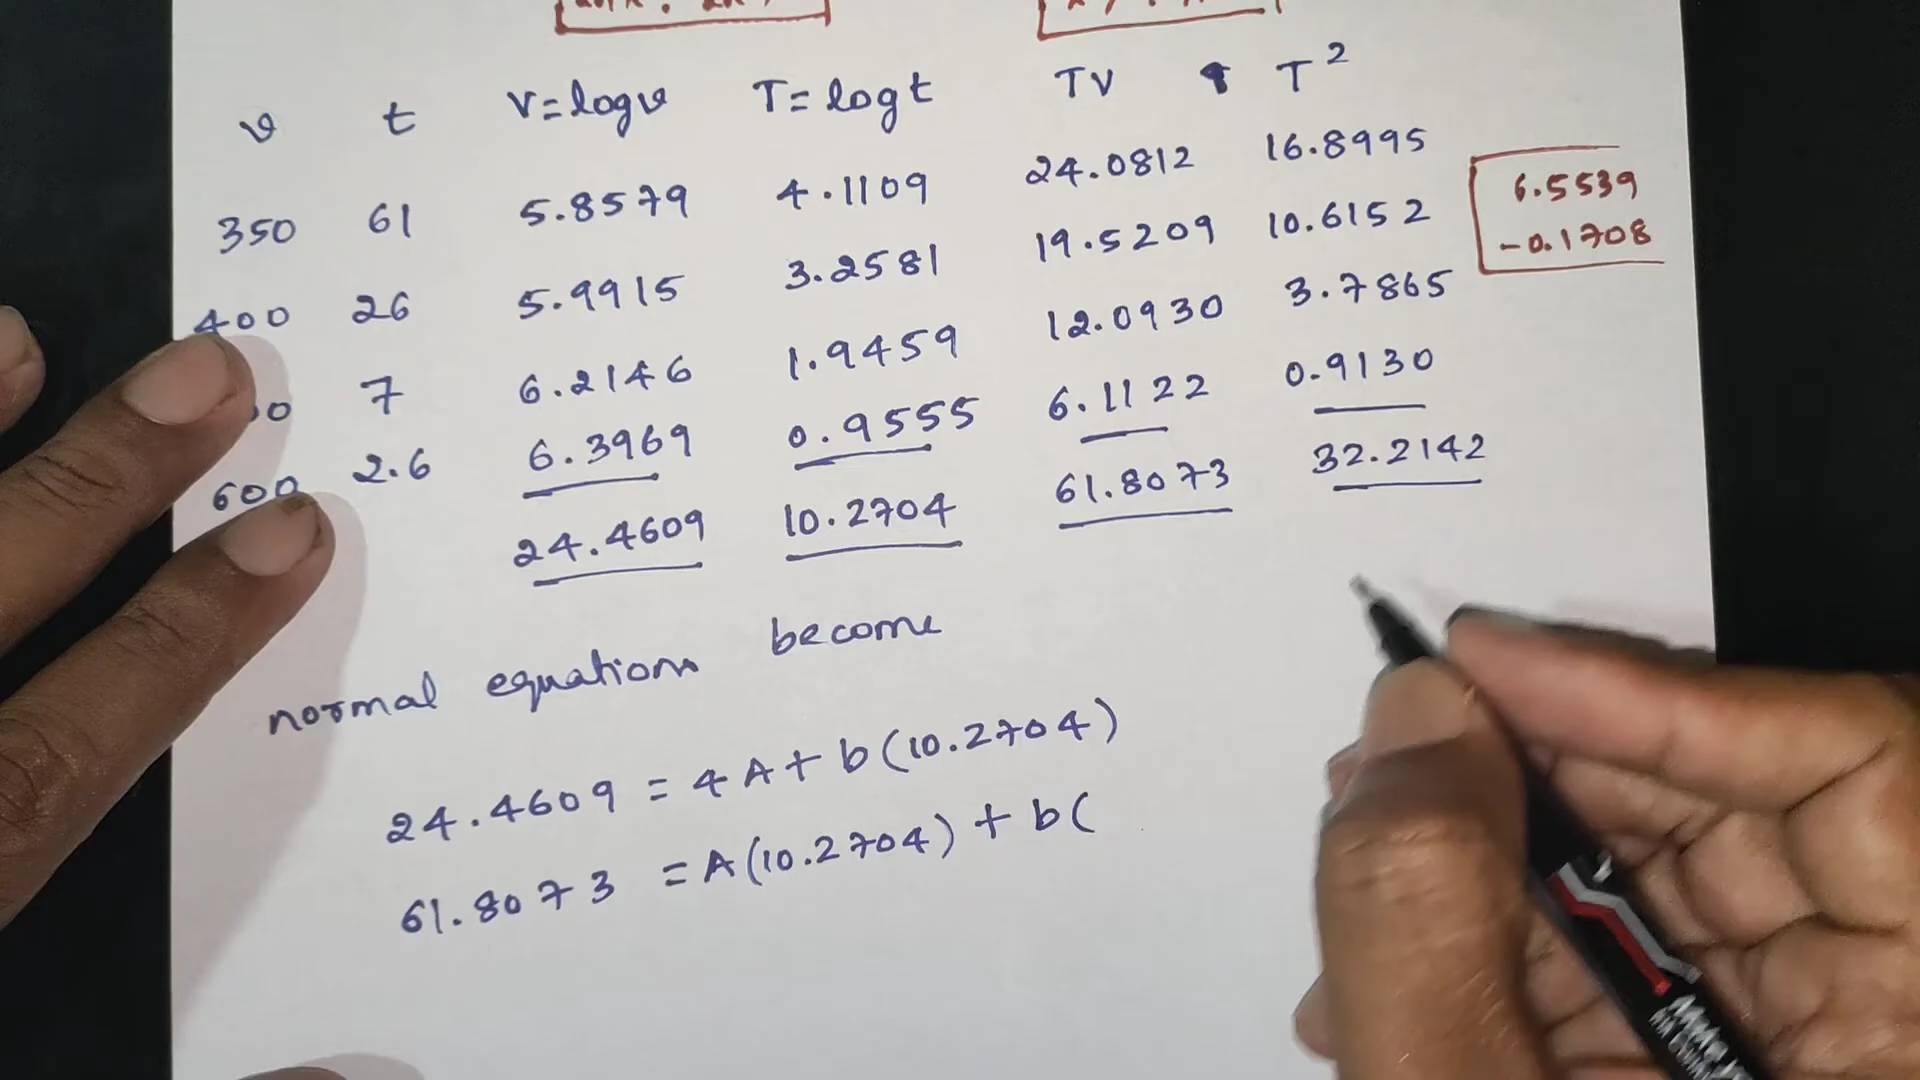 v t V=logv T=logt TV T²
350 61 5.8579 4.1109 24.0812 16.8995
400 26 5.9915 3.2581 19.5209 10.6152
00 7 6.2146 1.9459 12.0930 3.7865
600 2.6 6.3969 0.9555 6.1122 0.9130
24.4609 10.2704 61.8073 32.2142
6.5539
-0.1708
normal equations become
24.4609 = 4A + b(10.2704)
61.8073 = A(10.2704) + b(